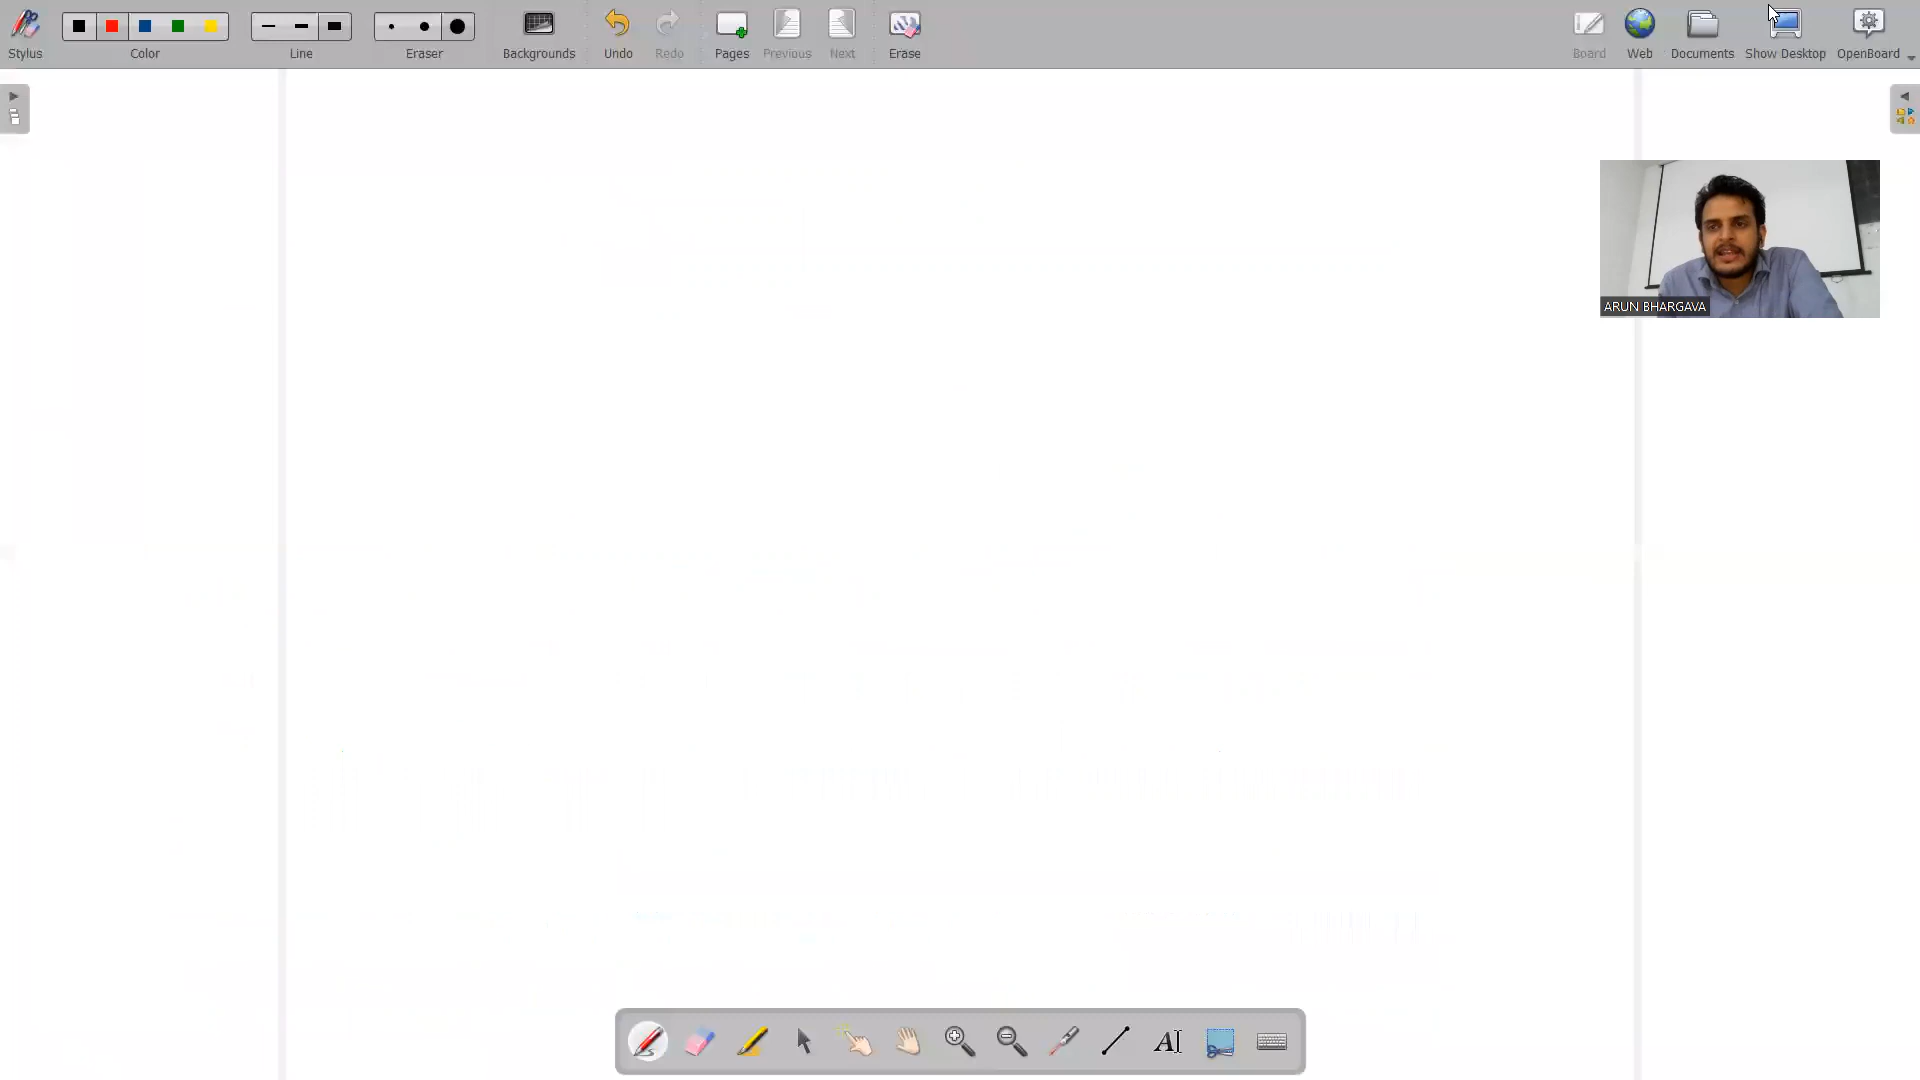 Stylus Color Line Eraser Backgrounds Undo Redo Pages Previous Next Erase Board Web Documents Show Desktop OpenBoard
ARUN BHARGAVA
A